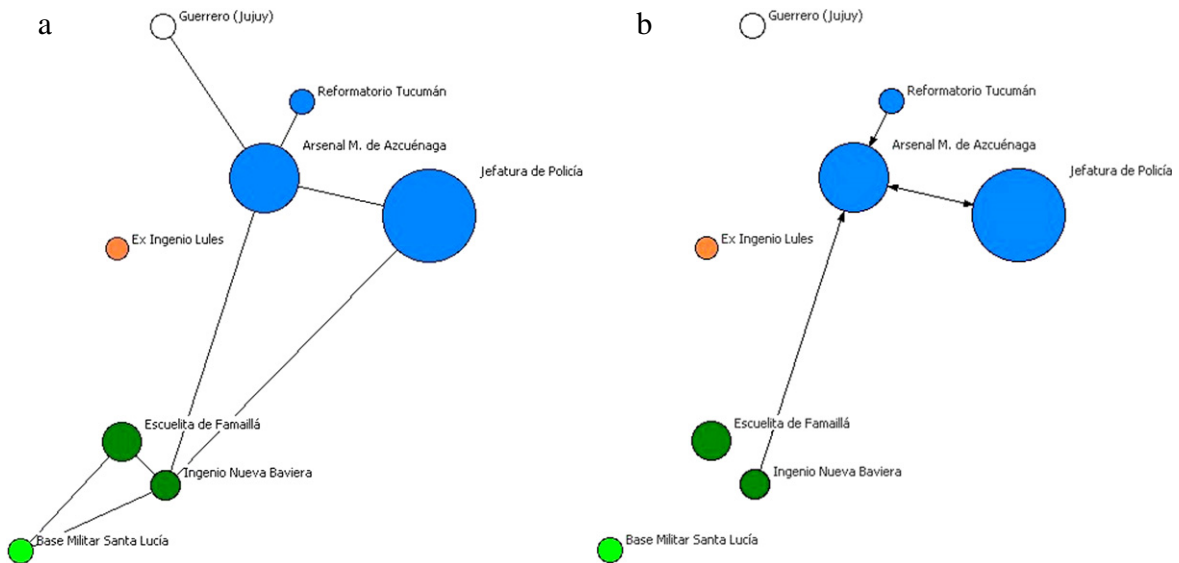 a
Guerrero (Jujuy)
Reformatorio Tucumán
Arsenal M. de Azcuénaga
Jefatura de Policía
Ex Ingenio Lules
Escuelita de Famaillá
Ingenio Nueva Baviera
Base Militar Santa Lucía
b
Guerrero (Jujuy)
Reformatorio Tucumán
Arsenal M. de Azcuénaga
Jefatura de Policía
Ex Ingenio Lules
Escuelita de Famaillá
Ingenio Nueva Baviera
Base Militar Santa Lucía